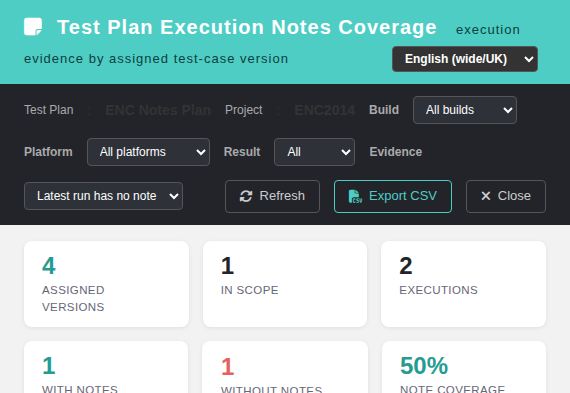 Test Plan Execution Notes Coverage execution
evidence by assigned test-case version English (wide/UK)
Test Plan : ENC Notes Plan Project : ENC2014 Build All builds
Platform All platforms Result All Evidence
Latest run has no note Refresh Export CSV Close
4 1 2
ASSIGNED VERSIONS IN SCOPE EXECUTIONS
1 1 50%
WITH NOTES WITHOUT NOTES NOTE COVERAGE